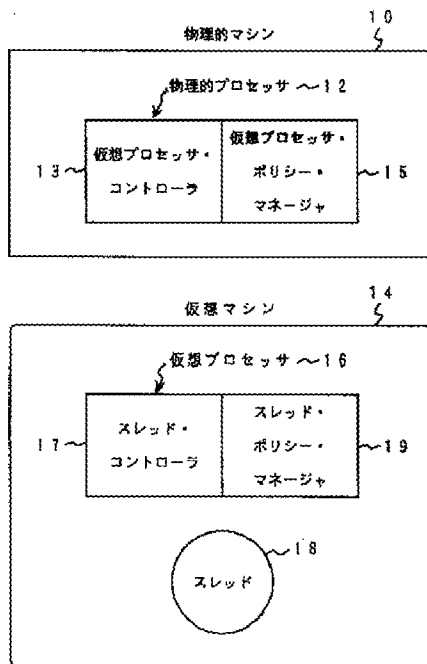 10
物理的マシン
物理的プロセッサ 12
13
仮想プロセッサ・
コントローラ
仮想プロセッサ・
ポリシー・
マネージャ
15
14
仮想マシン
仮想プロセッサ 16
17
スレッド・
コントローラ
スレッド・
ポリシー・
マネージャ
19
18
スレッド